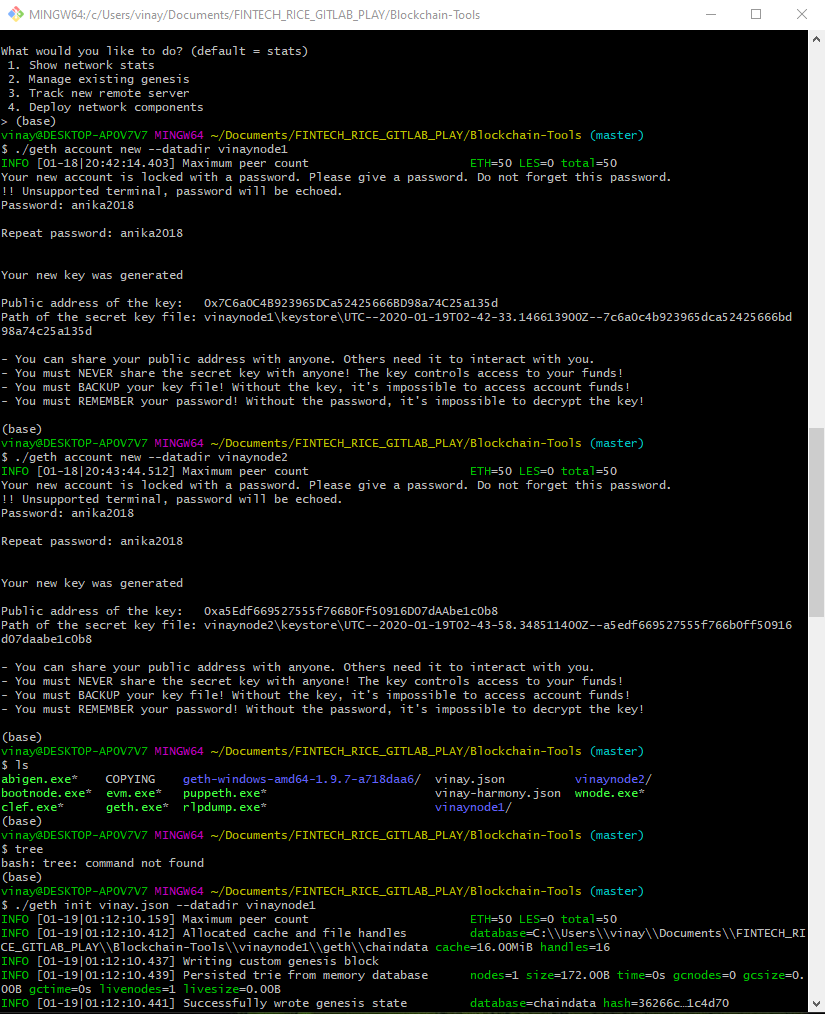 MINGW64:/c/Users/vinay/Documents/FINTECH_RICE_GITLAB_PLAY/Blockchain-Tools
What would you like to do? (default = stats)
1. Show network stats
2. Manage existing genesis
3. Track new remote server
4. Deploy network components
> (base)
vinay@DESKTOP-APOV7V7 MINGW64 ~/Documents/FINTECH_RICE_GITLAB_PLAY/Blockchain-Tools (master)
$ ./geth account new --datadir vinaynode1
INFO [01-18|20:42:14.403] Maximum peer count ETH=50 LES=0 total=50
Your new account is locked with a password. Please give a password. Do not forget this password.
!! Unsupported terminal, password will be echoed.
Password: anika2018
Repeat password: anika2018
Your new key was generated
Public address of the key: 0x7C6a0C4B923965DCa52425666BD98a74C25a135d
Path of the secret key file: vinaynode1\keystore\UTC--2020-01-19T02-42-33.146613900Z--7c6a0c4b923965dca52425666bd
98a74c25a135d
- You can share your public address with anyone. Others need it to interact with you.
- You must NEVER share the secret key with anyone! The key controls access to your funds!
- You must BACKUP your key file! Without the key, it's impossible to access account funds!
- You must REMEMBER your password! Without the password, it's impossible to decrypt the key!
(base)
vinay@DESKTOP-APOV7V7 MINGW64 ~/Documents/FINTECH_RICE_GITLAB_PLAY/Blockchain-Tools (master)
$ ./geth account new --datadir vinaynode2
INFO [01-18|20:43:44.512] Maximum peer count ETH=50 LES=0 total=50
Your new account is locked with a password. Please give a password. Do not forget this password.
!! Unsupported terminal, password will be echoed.
Password: anika2018
Repeat password: anika2018
Your new key was generated
Public address of the key: 0xa5Edf669527555f766B0Ff50916D07dAAbe1c0b8
Path of the secret key file: vinaynode2\keystore\UTC--2020-01-19T02-43-58.348511400Z--a5edf669527555f766b0ff50916
d07daabe1c0b8
- You can share your public address with anyone. Others need it to interact with you.
- You must NEVER share the secret key with anyone! The key controls access to your funds!
- You must BACKUP your key file! Without the key, it's impossible to access account funds!
- You must REMEMBER your password! Without the password, it's impossible to decrypt the key!
(base)
vinay@DESKTOP-APOV7V7 MINGW64 ~/Documents/FINTECH_RICE_GITLAB_PLAY/Blockchain-Tools (master)
$ ls
abigen.exe* COPYING geth-windows-amd64-1.9.7-a718daa6/ vinay.json vinaynode2/
bootnode.exe* evm.exe* puppeth.exe* vinay-harmony.json wnode.exe*
clef.exe* geth.exe* rlpdump.exe* vinaynode1/
(base)
vinay@DESKTOP-APOV7V7 MINGW64 ~/Documents/FINTECH_RICE_GITLAB_PLAY/Blockchain-Tools (master)
$ tree
bash: tree: command not found
(base)
vinay@DESKTOP-APOV7V7 MINGW64 ~/Documents/FINTECH_RICE_GITLAB_PLAY/Blockchain-Tools (master)
$ ./geth init vinay.json --datadir vinaynode1
INFO [01-19|01:12:10.159] Maximum peer count ETH=50 LES=0 total=50
INFO [01-19|01:12:10.412] Allocated cache and file handles database=C:\\Users\\vinay\\Documents\\FINTECH_RI
CE_GITLAB_PLAY\\Blockchain-Tools\\vinaynode1\\geth\\chaindata cache=16.00MiB handles=16
INFO [01-19|01:12:10.437] Writing custom genesis block
INFO [01-19|01:12:10.439] Persisted trie from memory database nodes=1 size=172.00B time=0s gcnodes=0 gcsize=0.
00B gctime=0s livenodes=1 livesize=0.00B
INFO [01-19|01:12:10.441] Successfully wrote genesis state database=chaindata hash=36266c…1c4d70